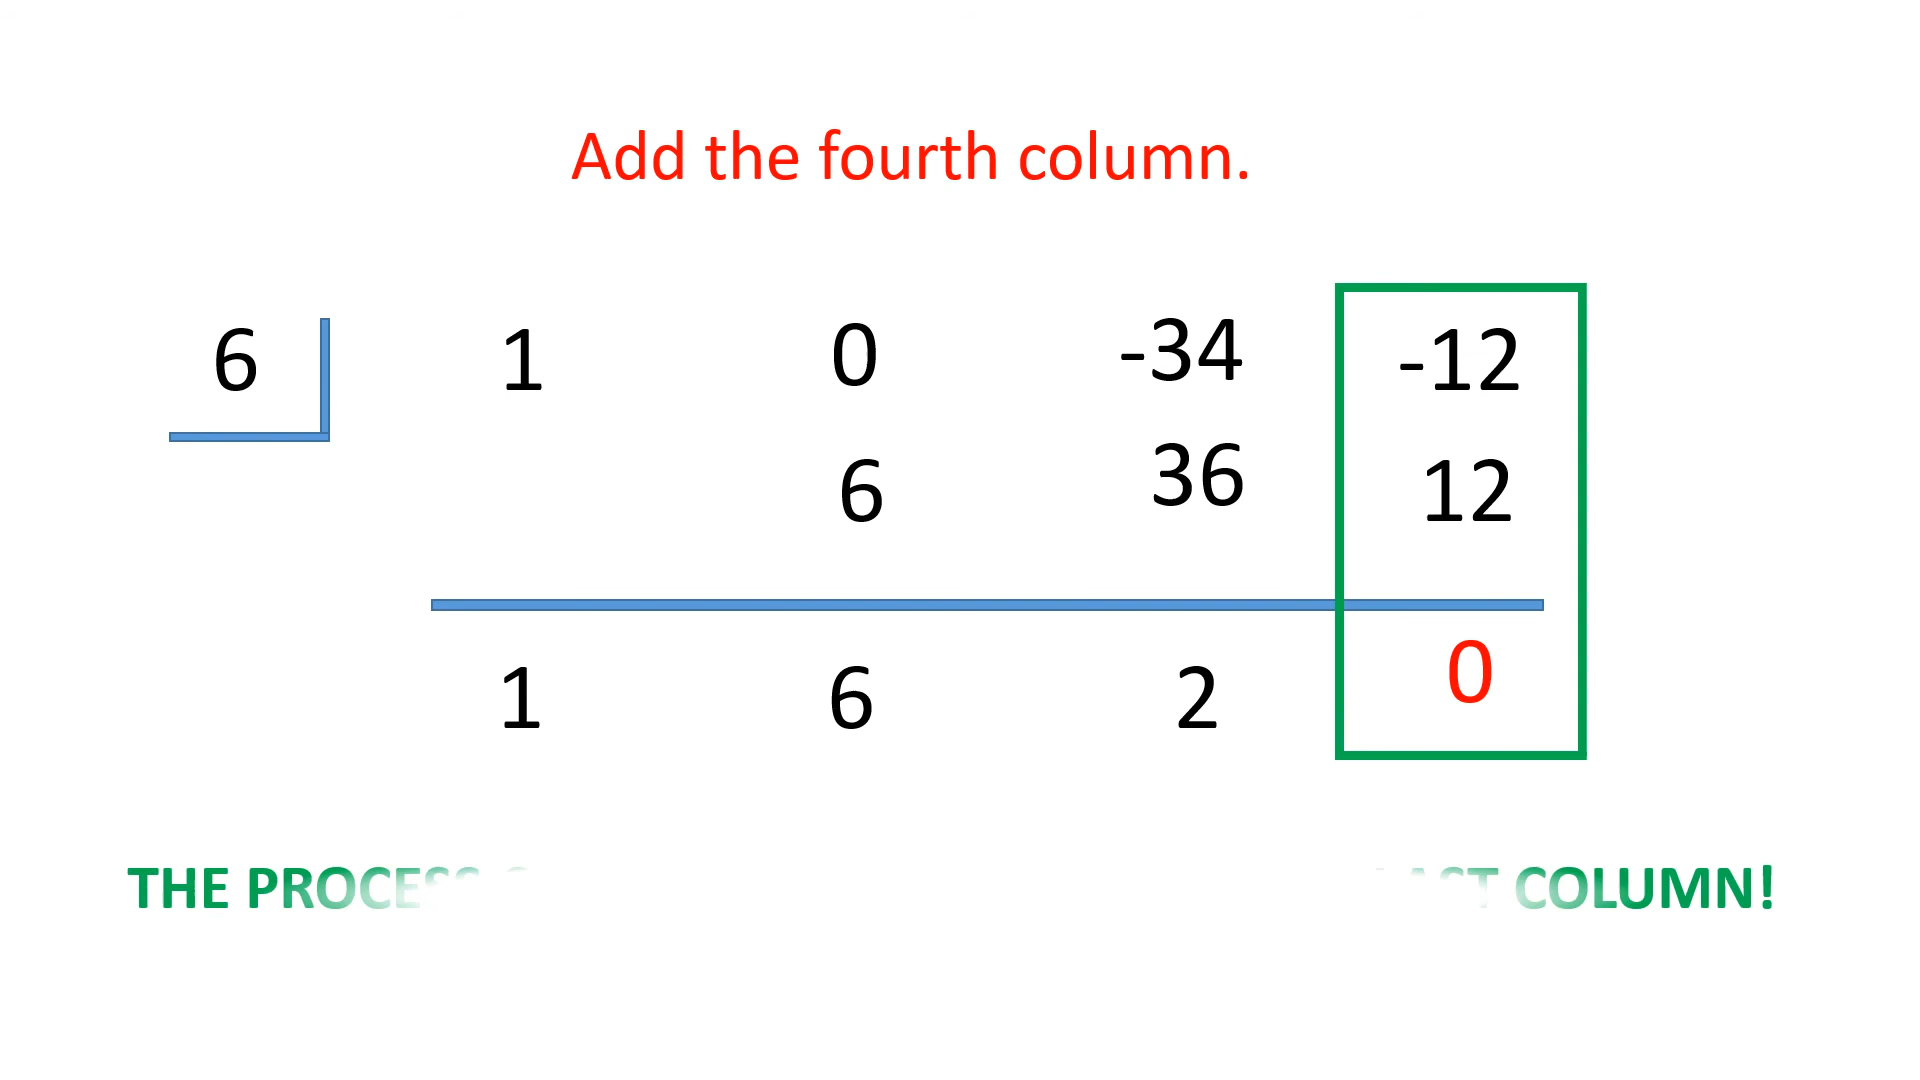 Add the fourth column.
6 1 0 -34 -12
6 36 12
1 6 2 0
THE PROCESS COLUMN!